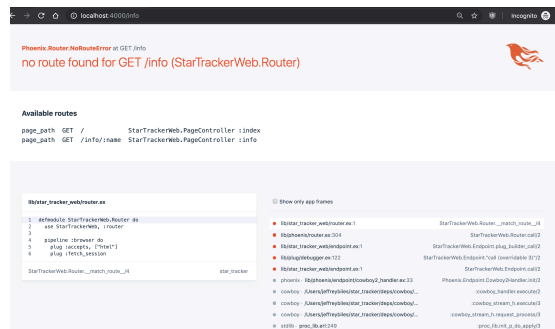 localhost:4000/info
Incognito
Phoenix.Router.NoRouteError at GET /info
no route found for GET /info (StarTrackerWeb.Router)
Available routes
page_path GET / StarTrackerWeb.PageController :index
page_path GET /info/:name StarTrackerWeb.PageController :info
lib/star_tracker_web/router.ex
1 defmodule StarTrackerWeb.Router do
2 use StarTrackerWeb, :router
3
4 pipeline :browser do
5 plug :accepts, ["html"]
6 plug :fetch_session
StarTrackerWeb.Router.__match_route__/4 star_tracker
Show only app frames
lib/star_tracker_web/router.ex:1 StarTrackerWeb.Router.__match_route__/4
lib/phoenix/router.ex:304 StarTrackerWeb.Router.call/2
lib/star_tracker_web/endpoint.ex:1 StarTrackerWeb.Endpoint.plug_builder_call/2
lib/plug/debugger.ex:122 StarTrackerWeb.Endpoint."call (overridable 3)"/2
lib/star_tracker_web/endpoint.ex:1 StarTrackerWeb.Endpoint.call/2
phoenix · lib/phoenix/endpoint/cowboy2_handler.ex:33 Phoenix.Endpoint.Cowboy2Handler.init/2
cowboy · /Users/jeffreybiles/star_tracker/deps/cowboy/... :cowboy_handler.execute/2
cowboy · /Users/jeffreybiles/star_tracker/deps/cowboy/... :cowboy_stream_h.execute/3
cowboy · /Users/jeffreybiles/star_tracker/deps/cowboy/... :cowboy_stream_h.request_process/3
stdlib · proc_lib.erl:249 :proc_lib.init_p_do_apply/3